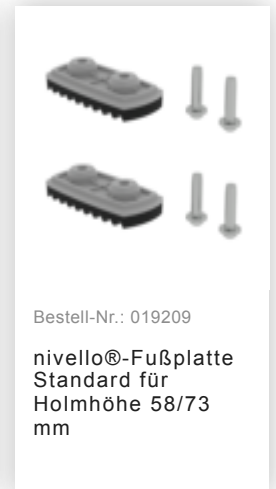 Bestell-Nr.: 019209
nivello®-Fußplatte
Standard für
Holmhöhe 58/73
mm